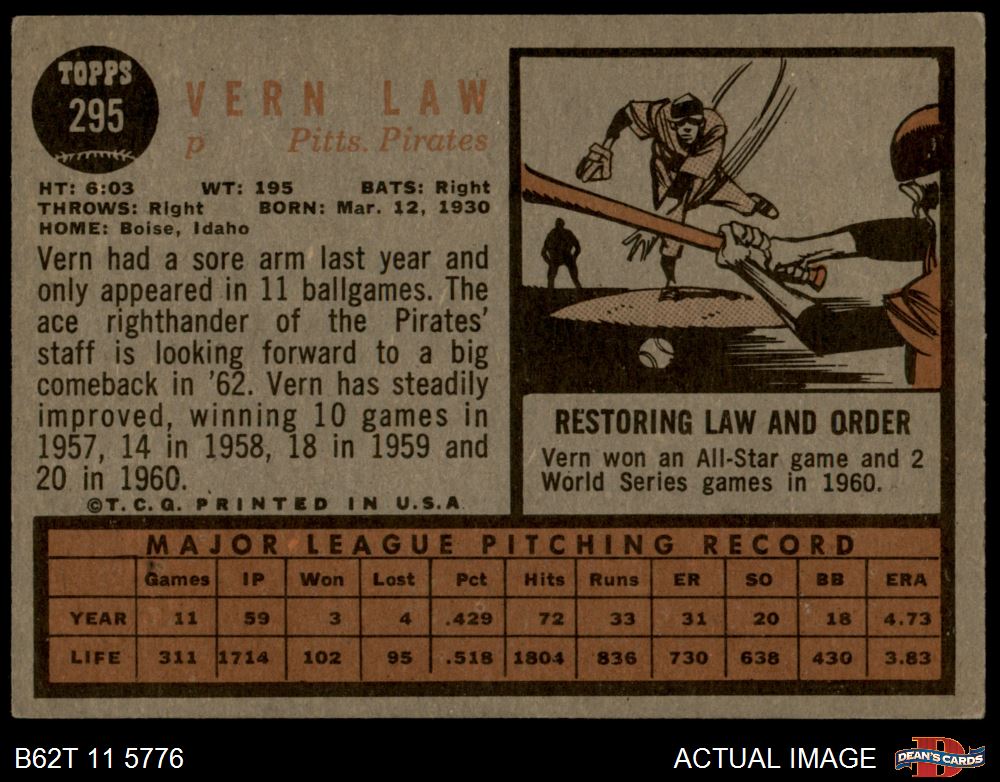 TOPPS
295
VERN LAW
p Pitts. Pirates
HT: 6:03 WT: 195 BATS: Right
THROWS: Right BORN: Mar. 12, 1930
HOME: Boise, Idaho
Vern had a sore arm last year and
only appeared in 11 ballgames. The
ace righthander of the Pirates'
staff is looking forward to a big
comeback in '62. Vern has steadily
improved, winning 10 games in
1957, 14 in 1958, 18 in 1959 and
20 in 1960.
©T.C.G. PRINTED IN U.S.A.
RESTORING LAW AND ORDER
Vern won an All-Star game and 2
World Series games in 1960.
MAJOR LEAGUE PITCHING RECORD
Games IP Won Lost Pct Hits Runs ER SO BB ERA
YEAR 11 59 3 4 .429 72 33 31 20 18 4.73
LIFE 311 1714 102 95 .518 1804 836 730 638 430 3.83
B62T 11 5776
ACTUAL IMAGE
D
DEAN'S CARDS